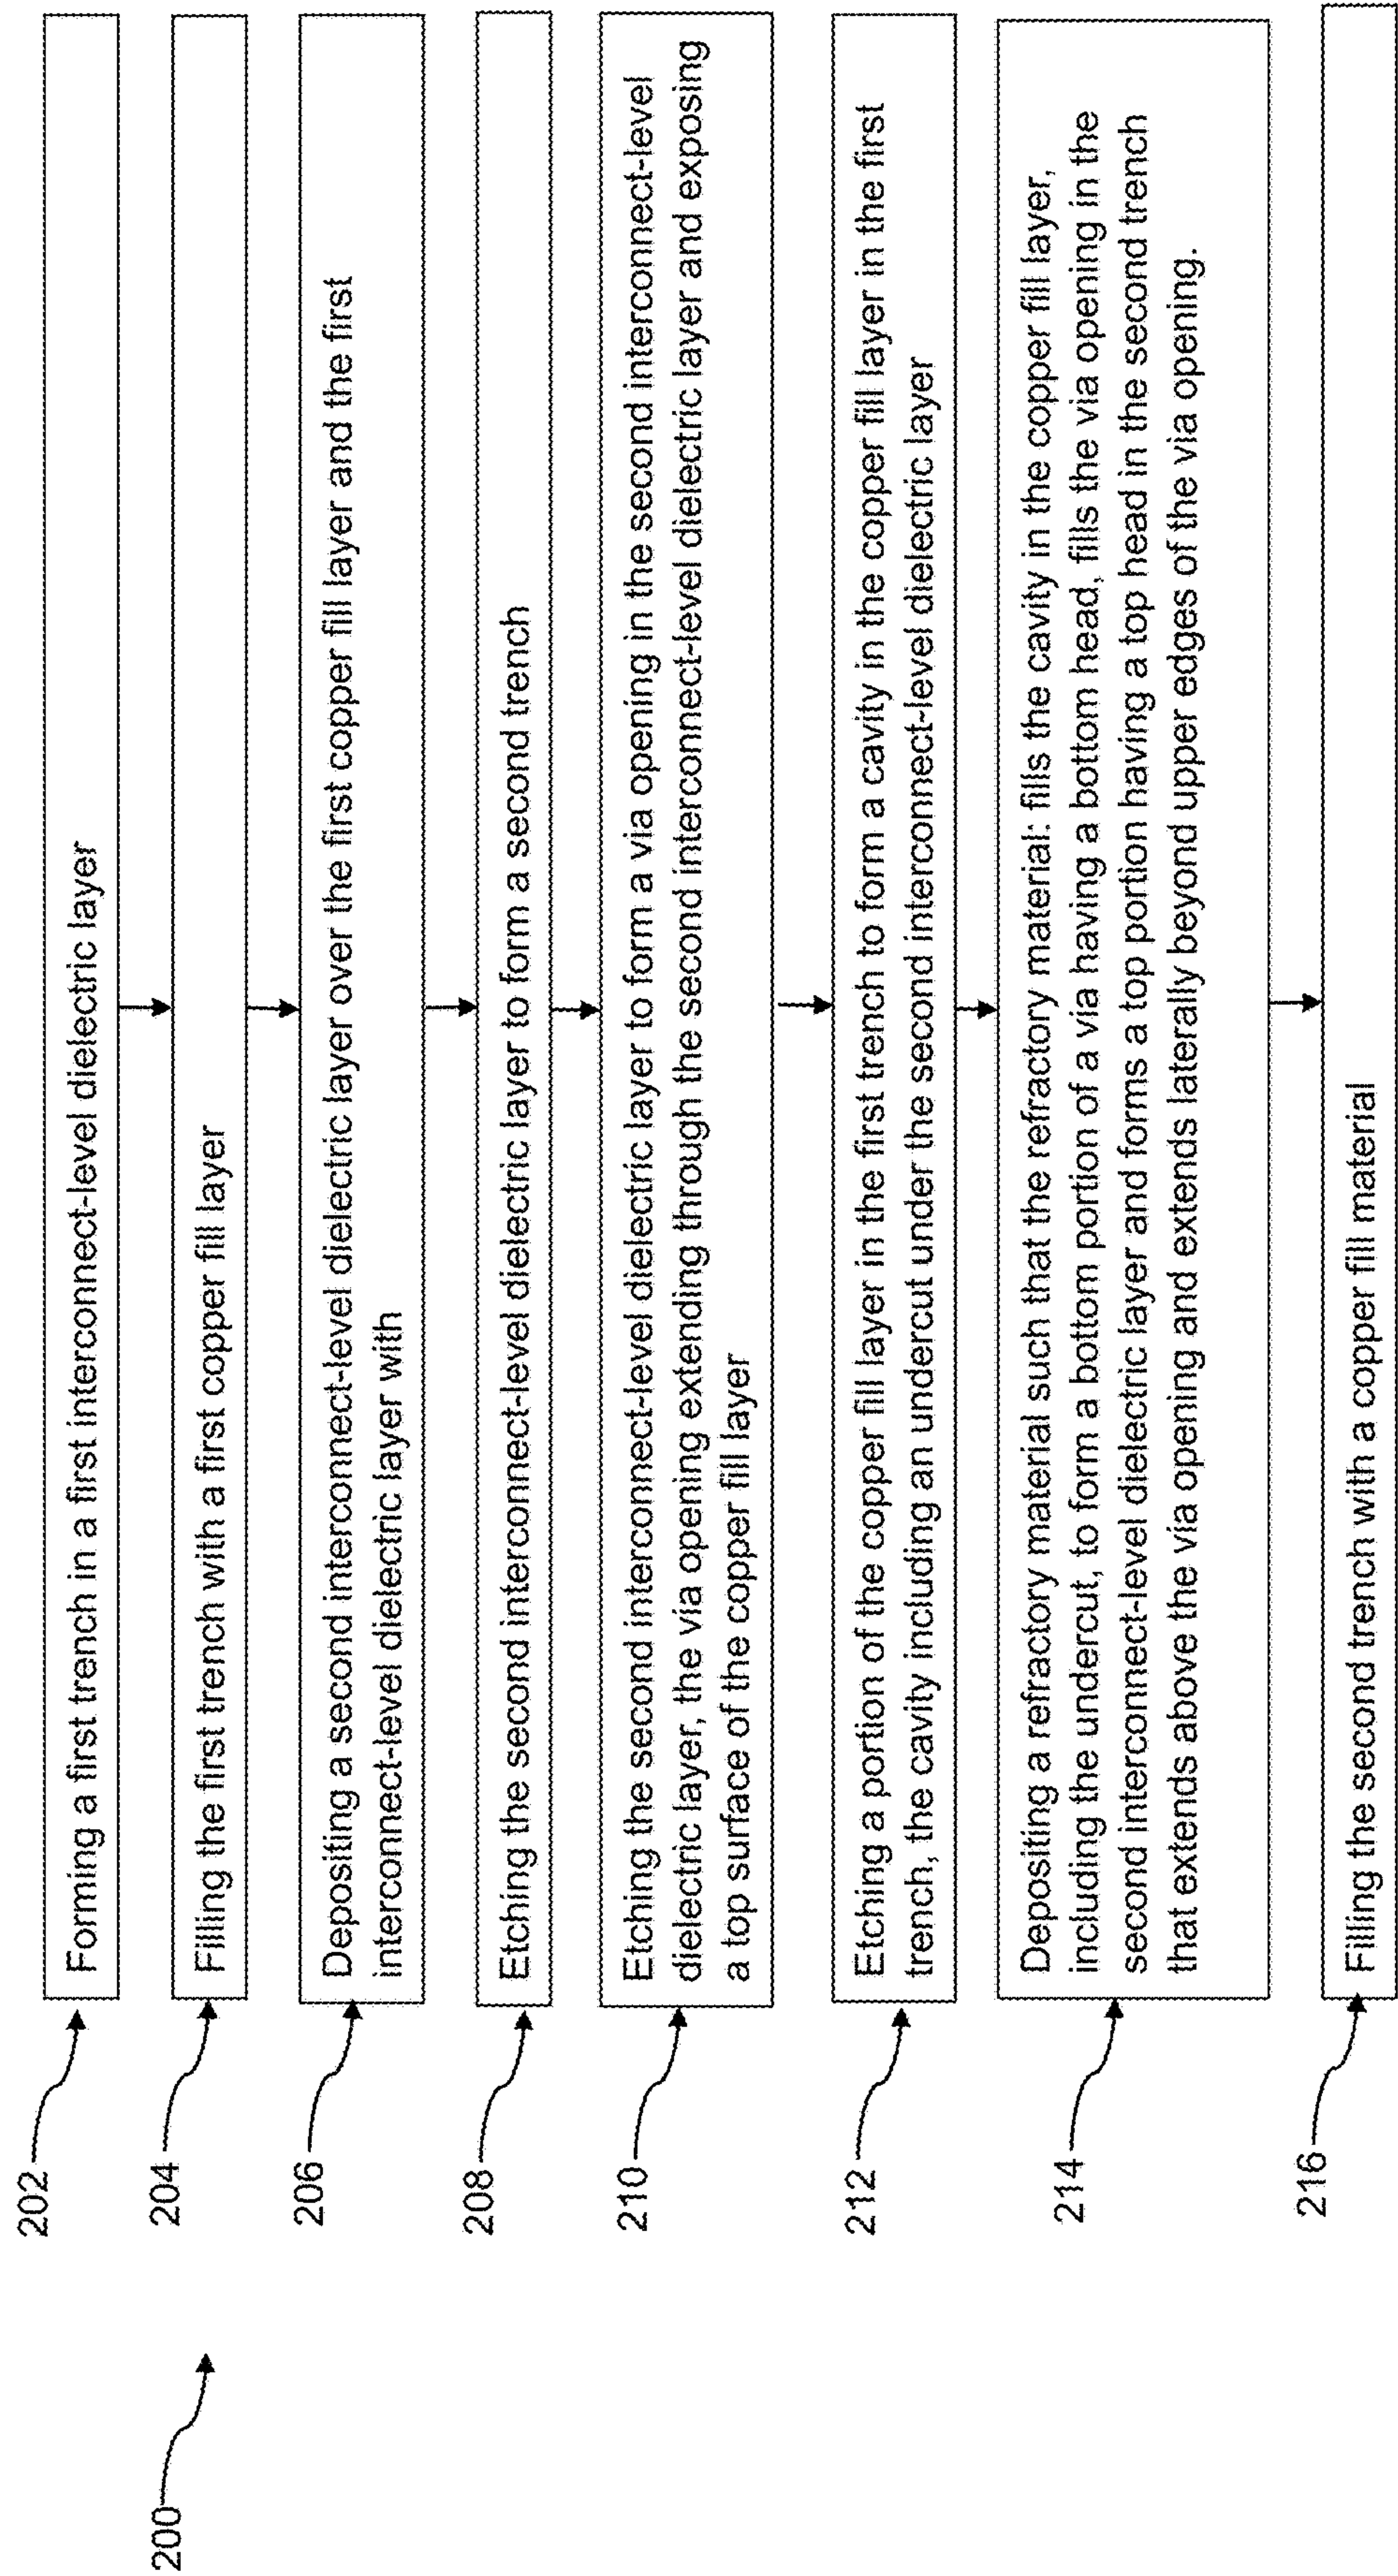 200
202
Forming a first trench in a first interconnect-level dielectric layer
204
Filling the first trench with a first copper fill layer
206
Depositing a second interconnect-level dielectric layer over the first copper fill layer and the first
interconnect-level dielectric layer with
208
Etching the second interconnect-level dielectric layer to form a second trench
210
Etching the second interconnect-level dielectric layer to form a via opening in the second interconnect-level
dielectric layer, the via opening extending through the second interconnect-level dielectric layer and exposing
a top surface of the copper fill layer
212
Etching a portion of the copper fill layer in the first trench to form a cavity in the copper fill layer in the first
trench, the cavity including an undercut under the second interconnect-level dielectric layer
214
Depositing a refractory material such that the refractory material: fills the cavity in the copper fill layer,
including the undercut, to form a bottom portion of a via having a bottom head, fills the via opening in the
second interconnect-level dielectric layer and forms a top portion having a top head in the second trench
that extends above the via opening and extends laterally beyond upper edges of the via opening.
216
Filling the second trench with a copper fill material